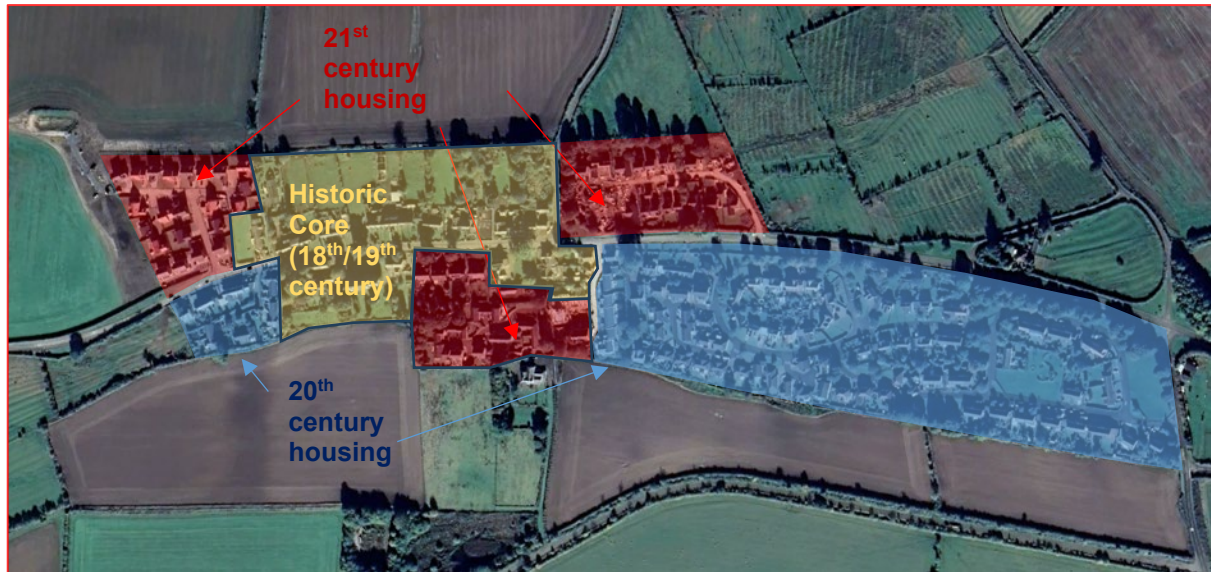 21st
century
housing
Historic
Core
(18th/19th
century)
20th
century
housing